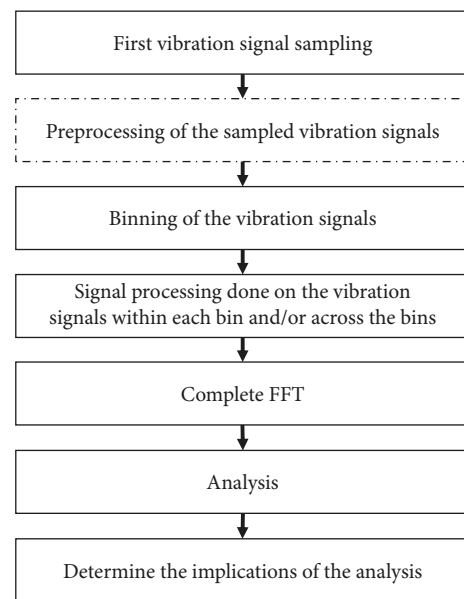 First vibration signal sampling
Preprocessing of the sampled vibration signals
Binning of the vibration signals
Signal processing done on the vibration
signals within each bin and/or across the bins
Complete FFT
Analysis
Determine the implications of the analysis